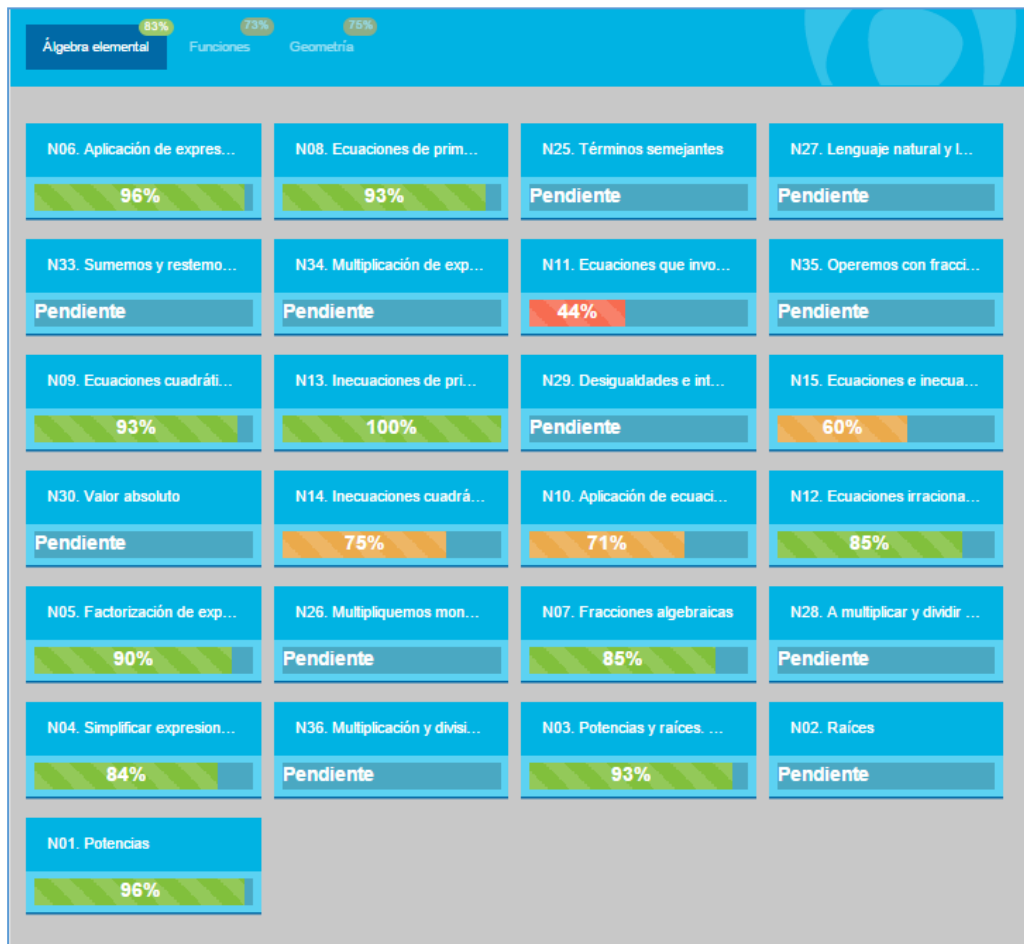 83%
73%
75%
Álgebra elemental
Funciones
Geometría
N06. Aplicación de expres...
N08. Ecuaciones de prim...
N25. Términos semejantes
N27. Lenguaje natural y l...
96%
93%
Pendiente
Pendiente
N33. Sumemos y restemo...
N34. Multiplicación de exp...
N11. Ecuaciones que invo...
N35. Operemos con fracci...
Pendiente
Pendiente
44%
Pendiente
N09. Ecuaciones cuadráti...
N13. Inecuaciones de pri...
N29. Desigualdades e int...
N15. Ecuaciones e inecua...
93%
100%
Pendiente
60%
N30. Valor absoluto
N14. Inecuaciones cuadrá...
N10. Aplicación de ecuaci...
N12. Ecuaciones irraciona...
Pendiente
75%
71%
85%
N05. Factorización de exp...
N26. Multipliquemos mon...
N07. Fracciones algebraicas
N28. A multiplicar y dividir ...
90%
Pendiente
85%
Pendiente
N04. Simplificar expresion...
N36. Multiplicación y divisi...
N03. Potencias y raíces. ...
N02. Raíces
84%
Pendiente
93%
Pendiente
N01. Potencias
96%